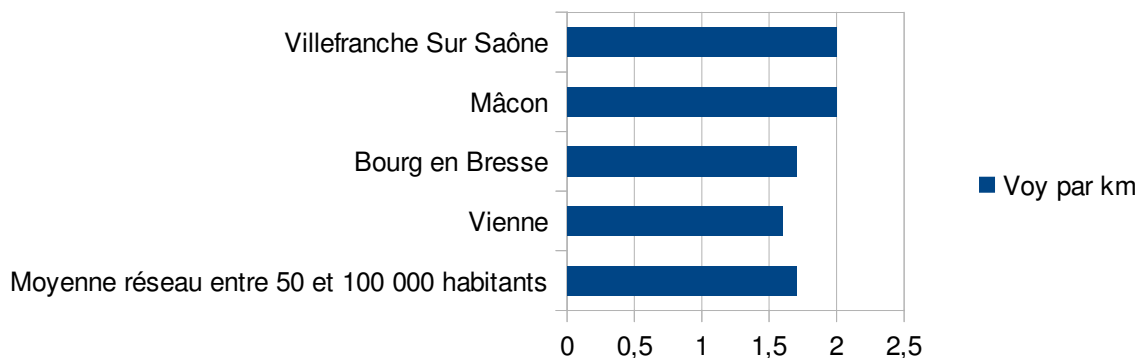 Villefranche Sur Saône
Mâcon
Bourg en Bresse
Vienne
Moyenne réseau entre 50 et 100 000 habitants
Voy par km
0 0,5 1 1,5 2 2,5